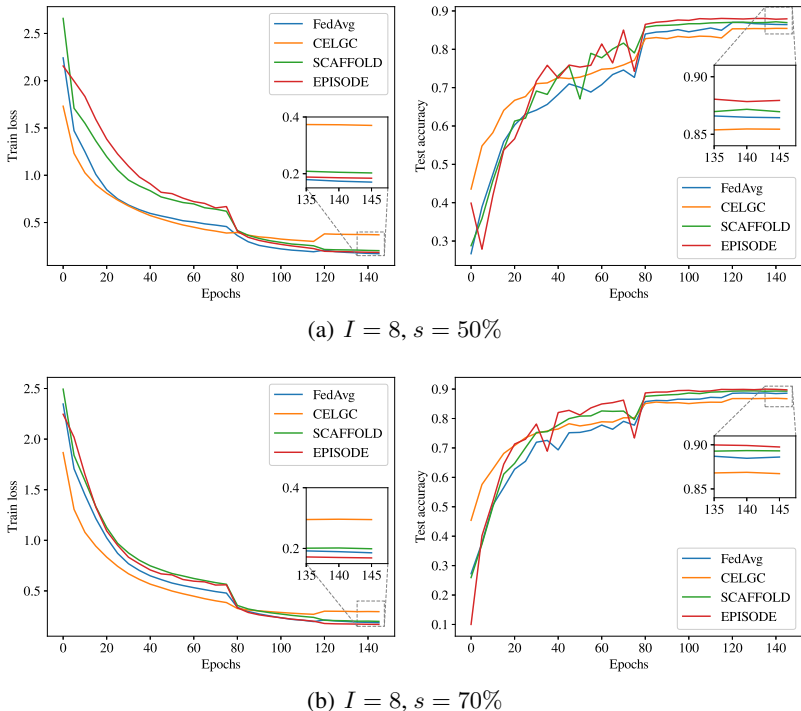 FedAvg
CELGC
SCAFFOLD
EPISODE
2.5
2.0
1.5
1.0
0.5
Train loss
0.4
0.2
135 140 145
0 20 40 60 80 100 120 140
Epochs
0.9
0.8
0.7
0.6
0.5
0.4
0.3
Test accuracy
0.90
0.85
135 140 145
FedAvg
CELGC
SCAFFOLD
EPISODE
0 20 40 60 80 100 120 140
Epochs
(a) I = 8, s = 50%
FedAvg
CELGC
SCAFFOLD
EPISODE
2.5
2.0
1.5
1.0
0.5
Train loss
0.4
0.2
135 140 145
0 20 40 60 80 100 120 140
Epochs
0.9
0.8
0.7
0.6
0.5
0.4
0.3
0.2
0.1
Test accuracy
0.90
0.85
135 140 145
FedAvg
CELGC
SCAFFOLD
EPISODE
0 20 40 60 80 100 120 140
Epochs
(b) I = 8, s = 70%